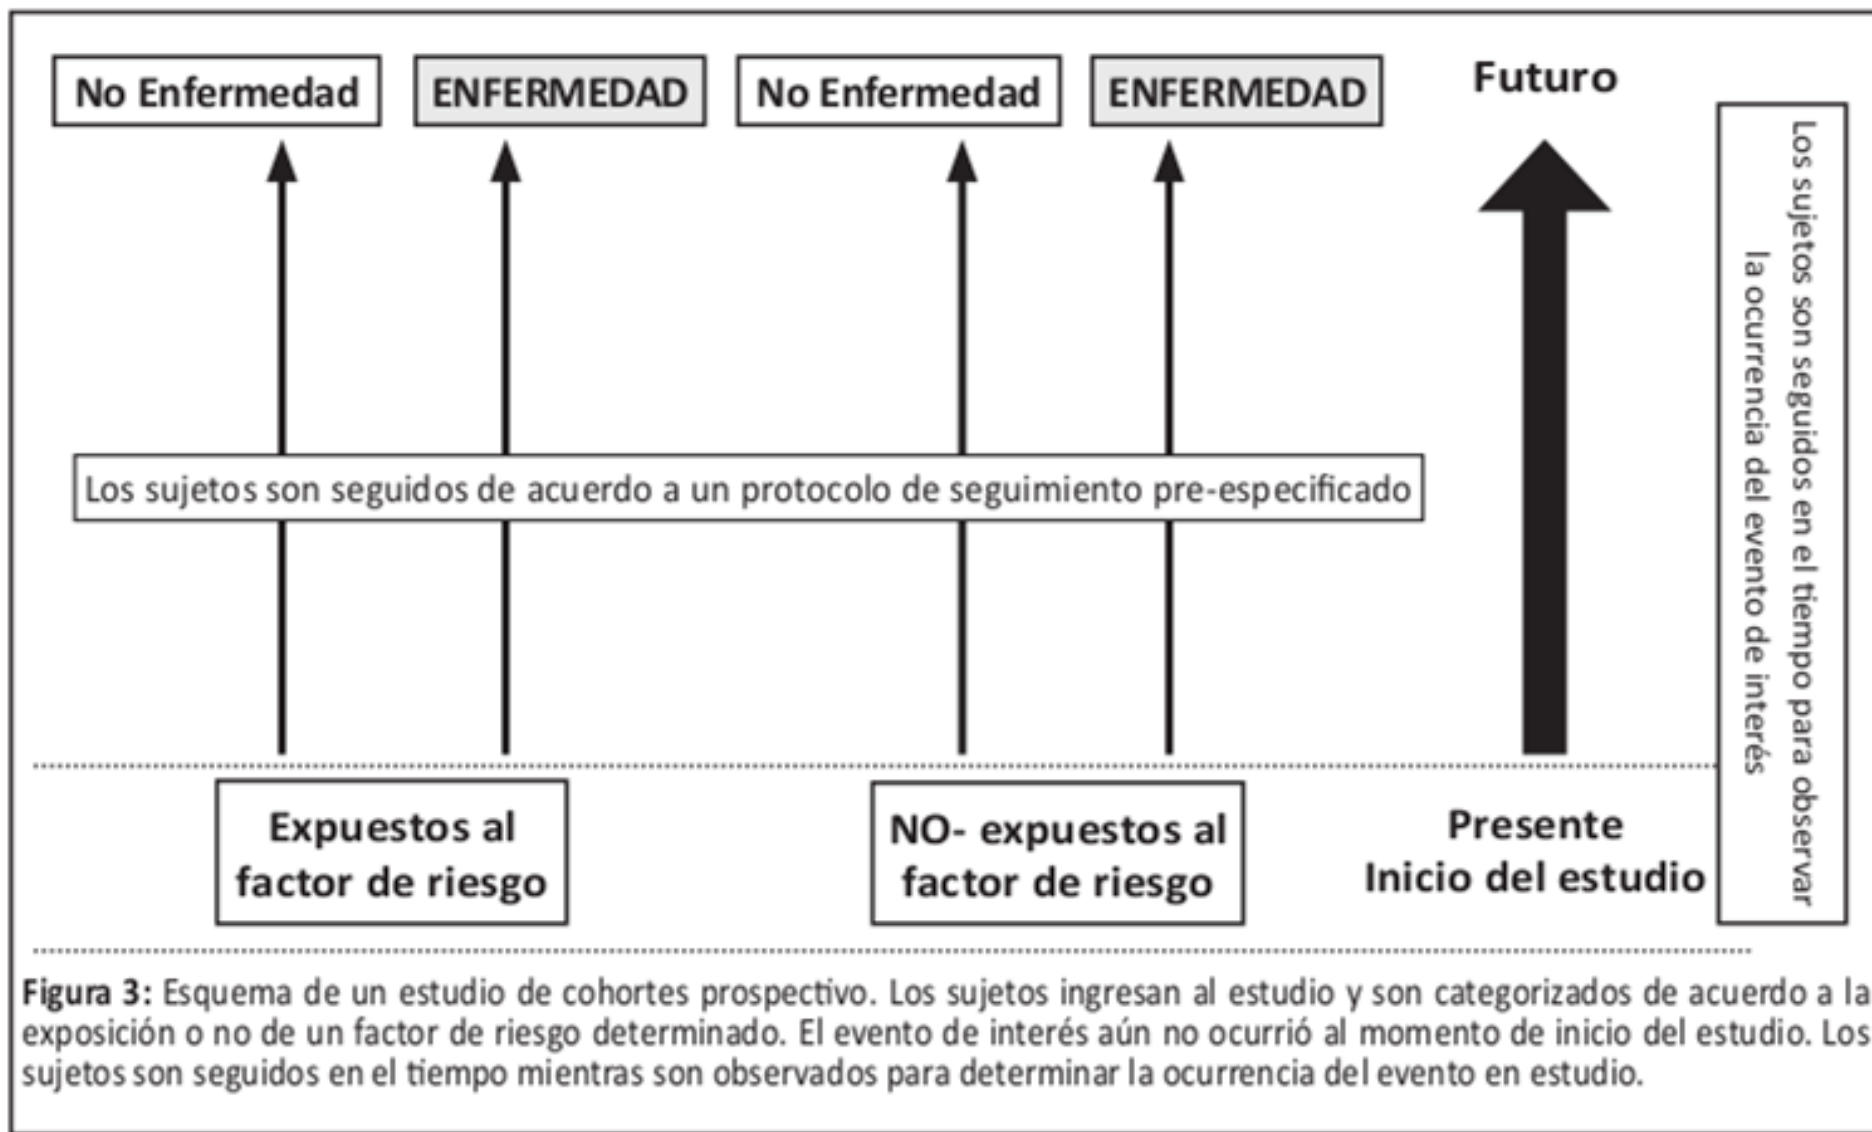 No Enfermedad
ENFERMEDAD
No Enfermedad
ENFERMEDAD
Futuro
Los sujetos son seguidos en el tiempo para observar
la ocurrencia del evento de interés
Los sujetos son seguidos de acuerdo a un protocolo de seguimiento pre-especificado
Expuestos al
factor de riesgo
NO- expuestos al
factor de riesgo
Presente
Inicio del estudio
Figura 3: Esquema de un estudio de cohortes prospectivo. Los sujetos ingresan al estudio y son categorizados de acuerdo a la
exposición o no de un factor de riesgo determinado. El evento de interés aún no ocurrió al momento de inicio del estudio. Los
sujetos son seguidos en el tiempo mientras son observados para determinar la ocurrencia del evento en estudio.